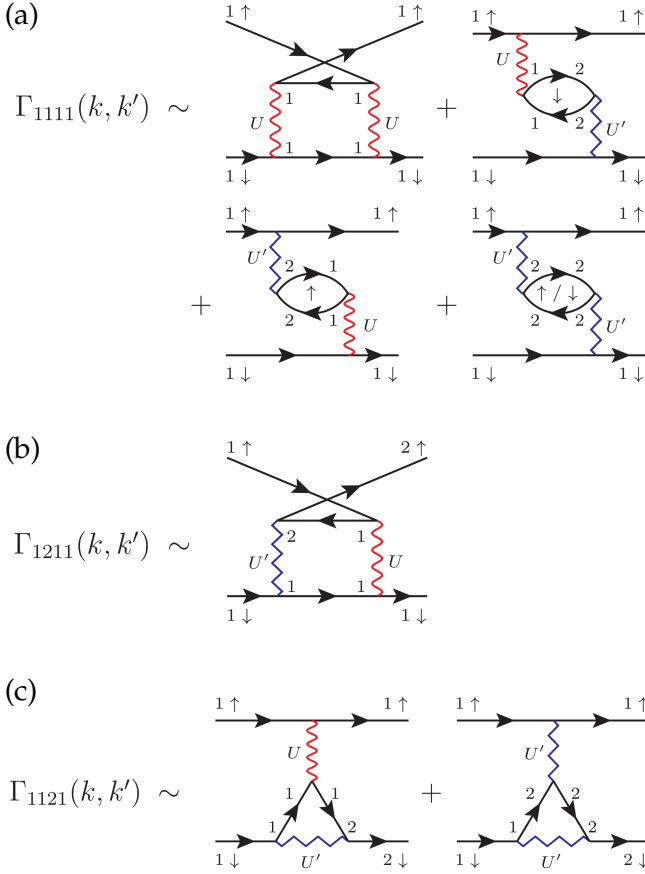 (a)
1 ↑ 1 ↑ 1 ↑ 1 ↑
U 1 2
Γ₁₁₁₁(k, k′) ∼ 1 1 + ↓
U U 1 2 U′
1 1
1 ↓ 1 ↓ 1 ↓ 1 ↓
1 ↑ 1 ↑ 1 ↑ 1 ↑
U′ 2 1 U′ 2 2
+ ↑ + ↑ / ↓
2 1 U 2 2 U′
1 ↓ 1 ↓ 1 ↓ 1 ↓
(b)
1 ↑ 2 ↑
2 1
Γ₁₂₁₁(k, k′) ∼ U′ U
1 1
1 ↓ 1 ↓
(c)
1 ↑ 1 ↑ 1 ↑ 1 ↑
U U′
Γ₁₁₂₁(k, k′) ∼ 1 1 + 2 2
1 2 1 2
1 ↓ U′ 2 ↓ 1 ↓ U′ 2 ↓